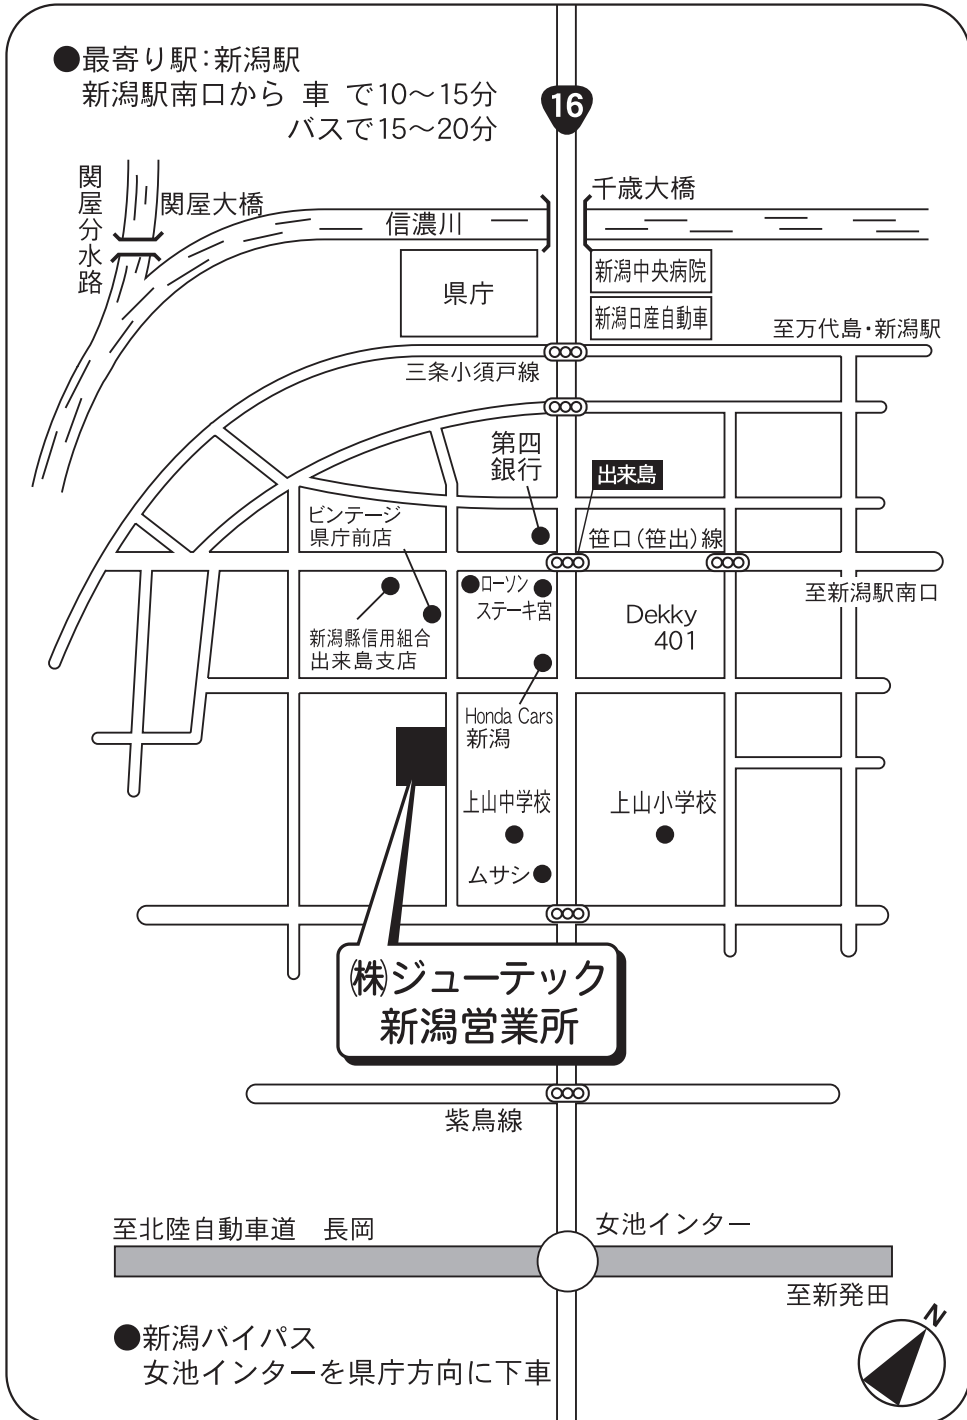 ●最寄り駅：新潟駅
新潟駅南口から 車 で10〜15分
バスで15〜20分
16
関屋分水路
関屋大橋
信濃川
千歳大橋
県庁
新潟中央病院
新潟日産自動車
至万代島・新潟駅
三条小須戸線
第四
銀行
出来島
ビンテージ
県庁前店
笹口（笹出）線
至新潟駅南口
ローソン
ステーキ宮
Dekky
401
新潟縣信用組合
出来島支店
Honda Cars
新潟
上山中学校
上山小学校
ムサシ
㈱ジューテック
新潟営業所
紫鳥線
至北陸自動車道　長岡
女池インター
至新発田
●新潟バイパス
女池インターを県庁方向に下車
N